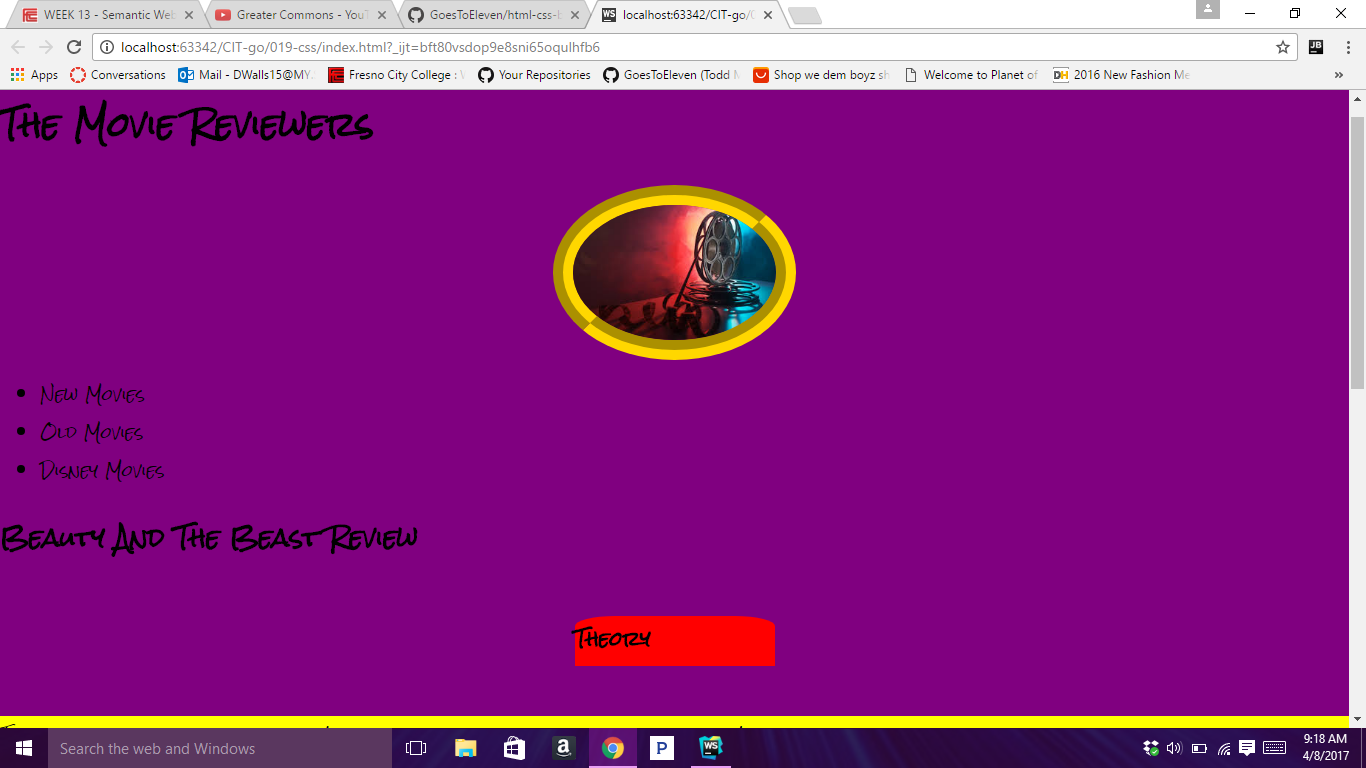 WEEK 13 - Semantic Web
Greater Commons - YouT
GoesToEleven/html-css-b
localhost:63342/CIT-go/0
localhost:63342/CIT-go/019-css/index.html?_ijt=bft80vsdop9e8sni65oqulhfb6
Apps
Conversations
Mail - DWalls15@MY.
Fresno City College : W
Your Repositories
GoesToEleven (Todd M
Shop we dem boyz sh
Welcome to Planet of
2016 New Fashion Me
The Movie Reviewers
New Movies
Old Movies
Disney Movies
Beauty And The Beast Review
Theory
Search the web and Windows
9:18 AM
4/8/2017